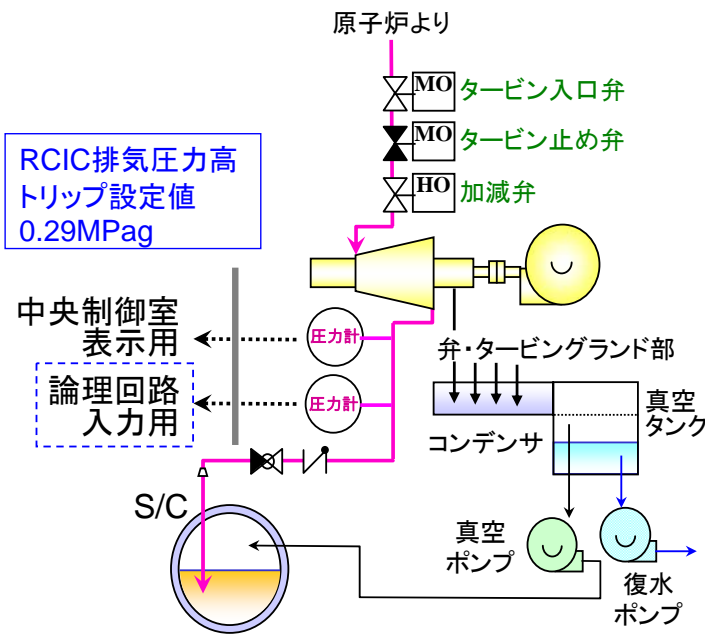 原子炉より
MO
タービン入口弁
MO
タービン止め弁
HO
加減弁
RCIC排気圧力高
トリップ設定値
0.29MPag
中央制御室
表示用
圧力計
論理回路
入力用
圧力計
弁・タービングランド部
コンデンサ
真空
タンク
S/C
真空
ポンプ
復水
ポンプ